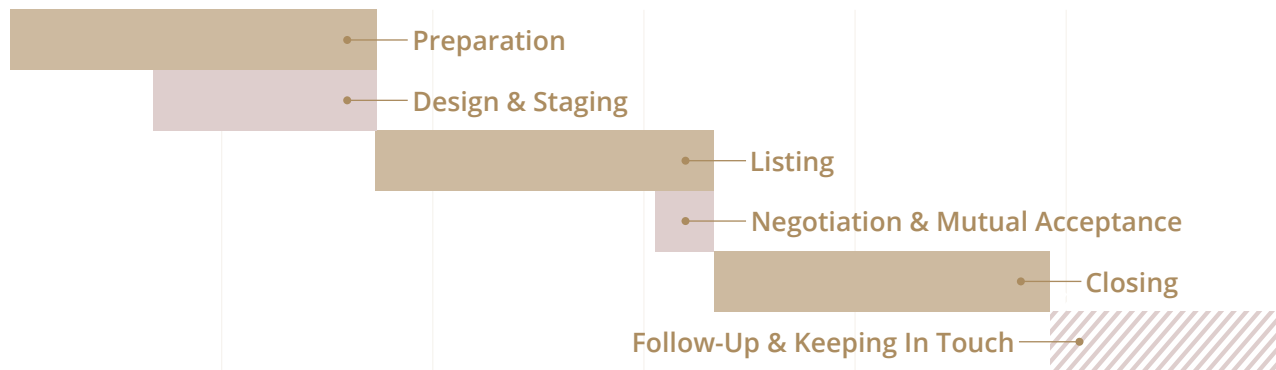 Preparation
Design & Staging
Listing
Negotiation & Mutual Acceptance
Closing
Follow-Up & Keeping In Touch